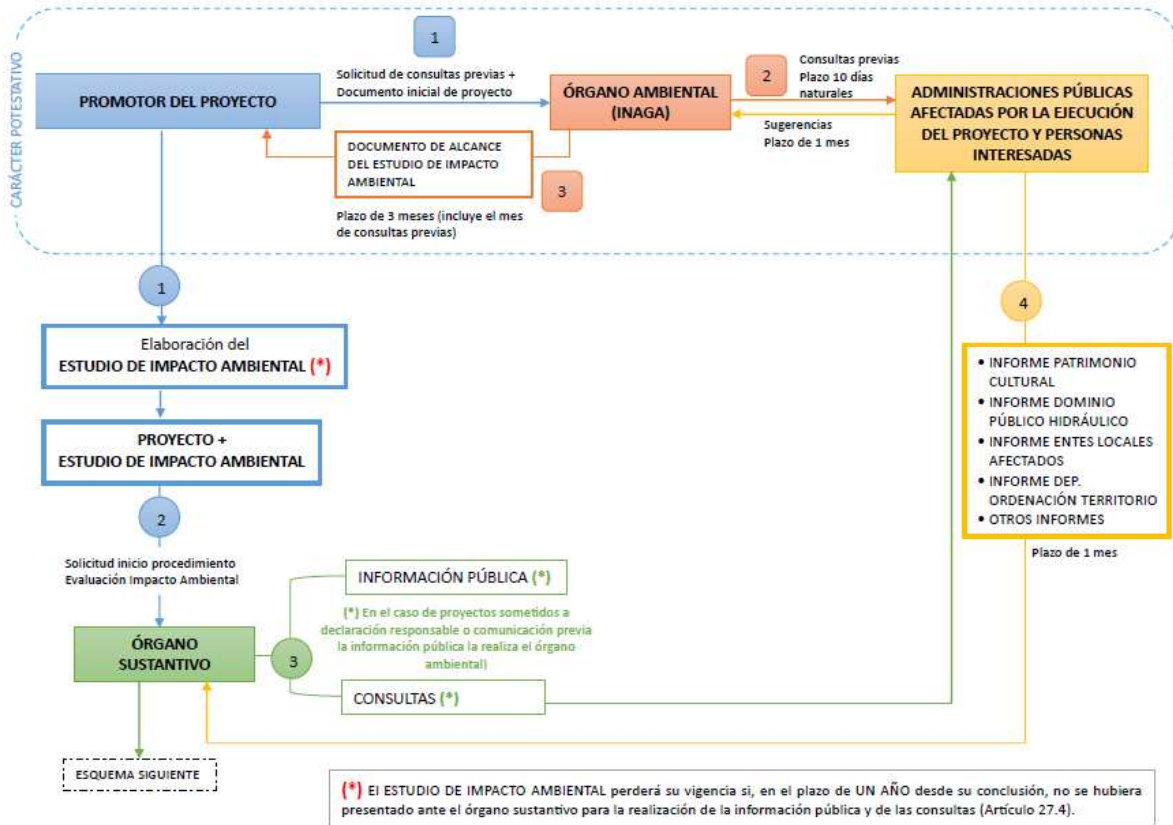 CARÁCTER POTESTATIVO
1
Solicitud de consultas previas +
Documento inicial de proyecto
PROMOTOR DEL PROYECTO
ÓRGANO AMBIENTAL
(INAGA)
2
Consultas previas
Plazo 10 días
naturales
Sugerencias
Plazo de 1 mes
ADMINISTRACIONES PÚBLICAS
AFECTADAS POR LA EJECUCIÓN
DEL PROYECTO Y PERSONAS
INTERESADAS
DOCUMENTO DE ALCANCE
DEL ESTUDIO DE IMPACTO
AMBIENTAL
3
Plazo de 3 meses (incluye el mes
de consultas previas)
1
Elaboración del
ESTUDIO DE IMPACTO AMBIENTAL (*)
PROYECTO +
ESTUDIO DE IMPACTO AMBIENTAL
2
Solicitud inicio procedimiento
Evaluación Impacto Ambiental
ÓRGANO
SUSTANTIVO
3
INFORMACIÓN PÚBLICA (*)
(*) En el caso de proyectos sometidos a
declaración responsable o comunicación previa
la información pública la realiza el órgano
ambiental)
CONSULTAS (*)
4
• INFORME PATRIMONIO
CULTURAL
• INFORME DOMINIO
PÚBLICO HIDRÁULICO
• INFORME ENTES LOCALES
AFECTADOS
• INFORME DEP.
ORDENACIÓN TERRITORIO
• OTROS INFORMES
Plazo de 1 mes
ESQUEMA SIGUIENTE
(*) El ESTUDIO DE IMPACTO AMBIENTAL perderá su vigencia si, en el plazo de UN AÑO desde su conclusión, no se hubiera
presentado ante el órgano sustantivo para la realización de la información pública y de las consultas (Artículo 27.4).